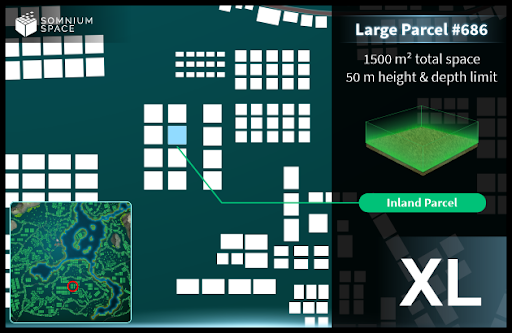 SOMNIUM
SPACE
Large Parcel #686
1500 m² total space
50 m height & depth limit
Inland Parcel
XL